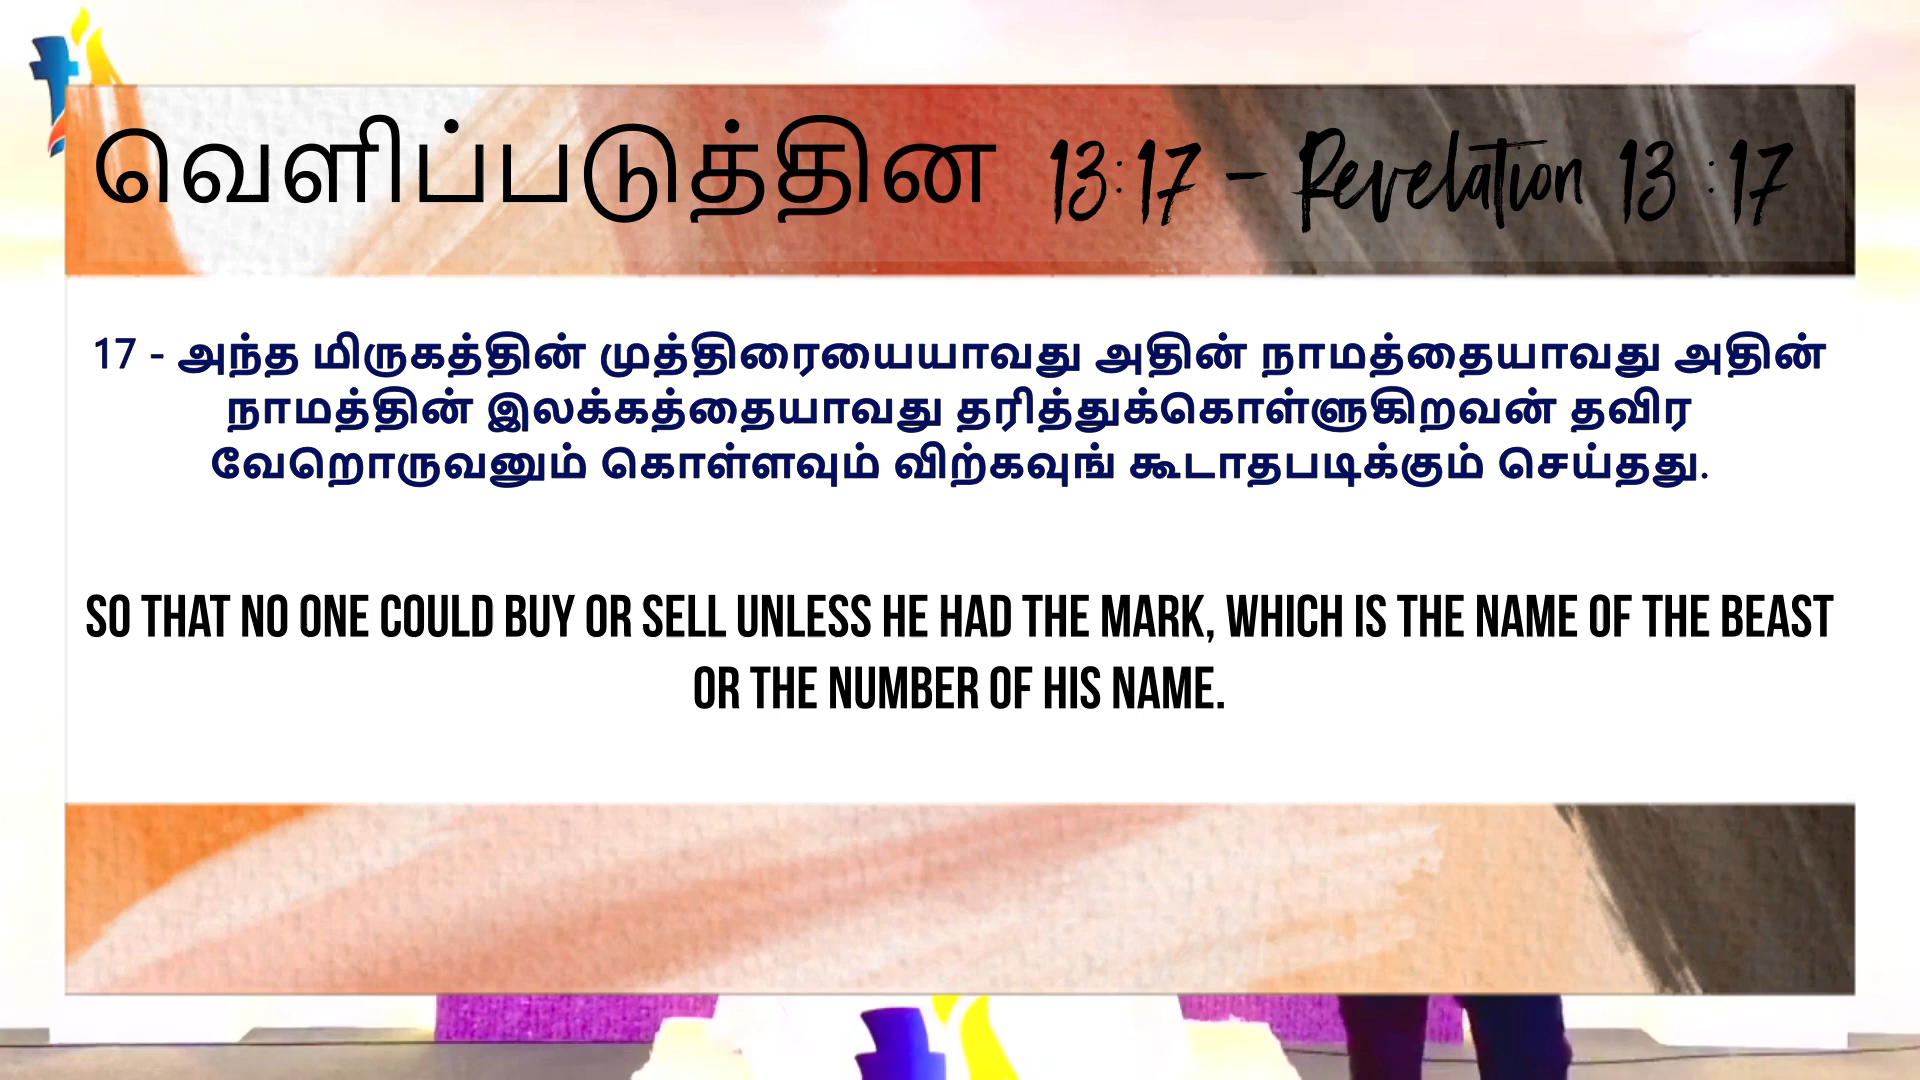 வெளிப்படுத்தின 13:17 - Revelation 13 :17
17 - அந்த மிருகத்தின் முத்திரையையாவது அதின் நாமத்தையாவது அதின்
நாமத்தின் இலக்கத்தையாவது தரித்துக்கொள்ளுகிறவன் தவிர
வேறொருவனும் கொள்ளவும் விற்கவுங் கூடாதபடிக்கும் செய்தது.
SO THAT NO ONE COULD BUY OR SELL UNLESS HE HAD THE MARK, WHICH IS THE NAME OF THE BEAST
OR THE NUMBER OF HIS NAME.